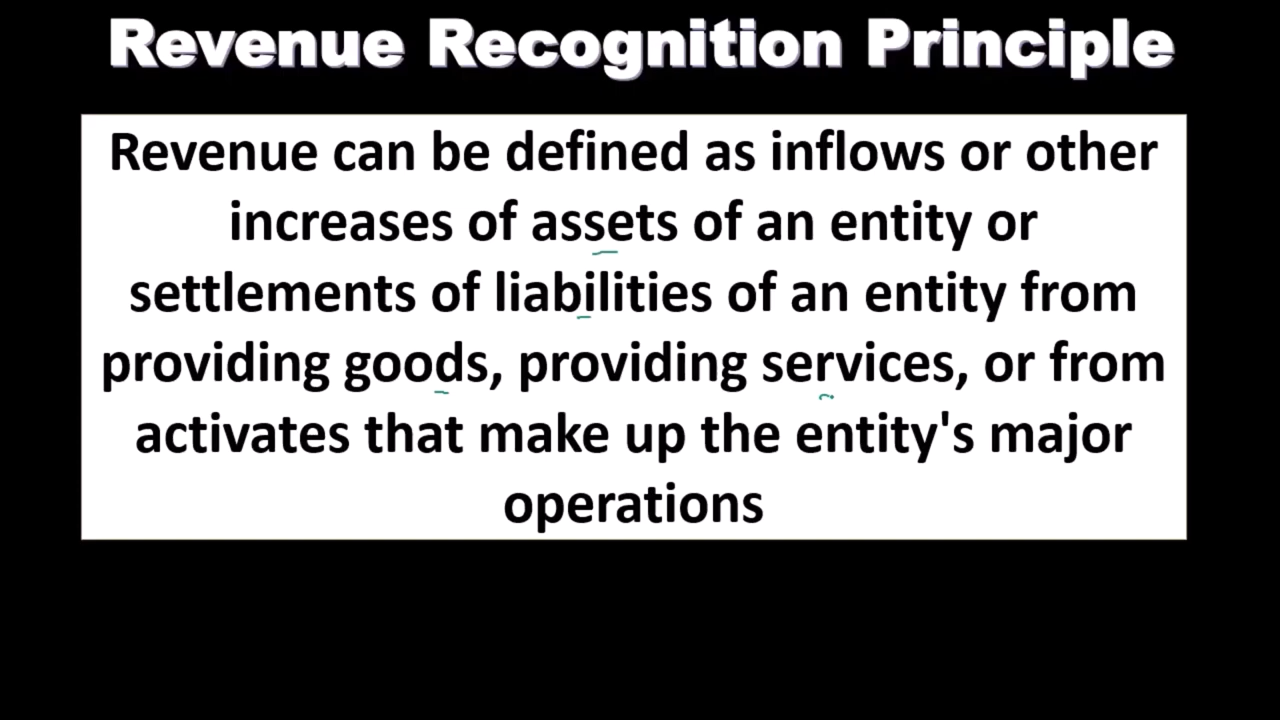 Revenue Recognition Principle
Revenue can be defined as inflows or other
increases of assets of an entity or
settlements of liabilities of an entity from
providing goods, providing services, or from
activates that make up the entity's major
operations